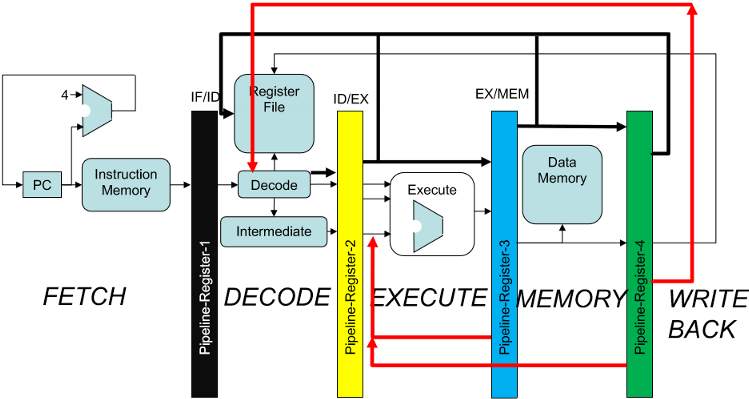 4
PC
Instruction
Memory
FETCH
IF/ID
Pipeline-Register-1
Register
File
Decode
Intermediate
DECODE
ID/EX
Pipeline-Register-2
Execute
EXECUTE
EX/MEM
Pipeline-Register-3
Data
Memory
MEMORY
Pipeline-Register-4
WRITE
BACK